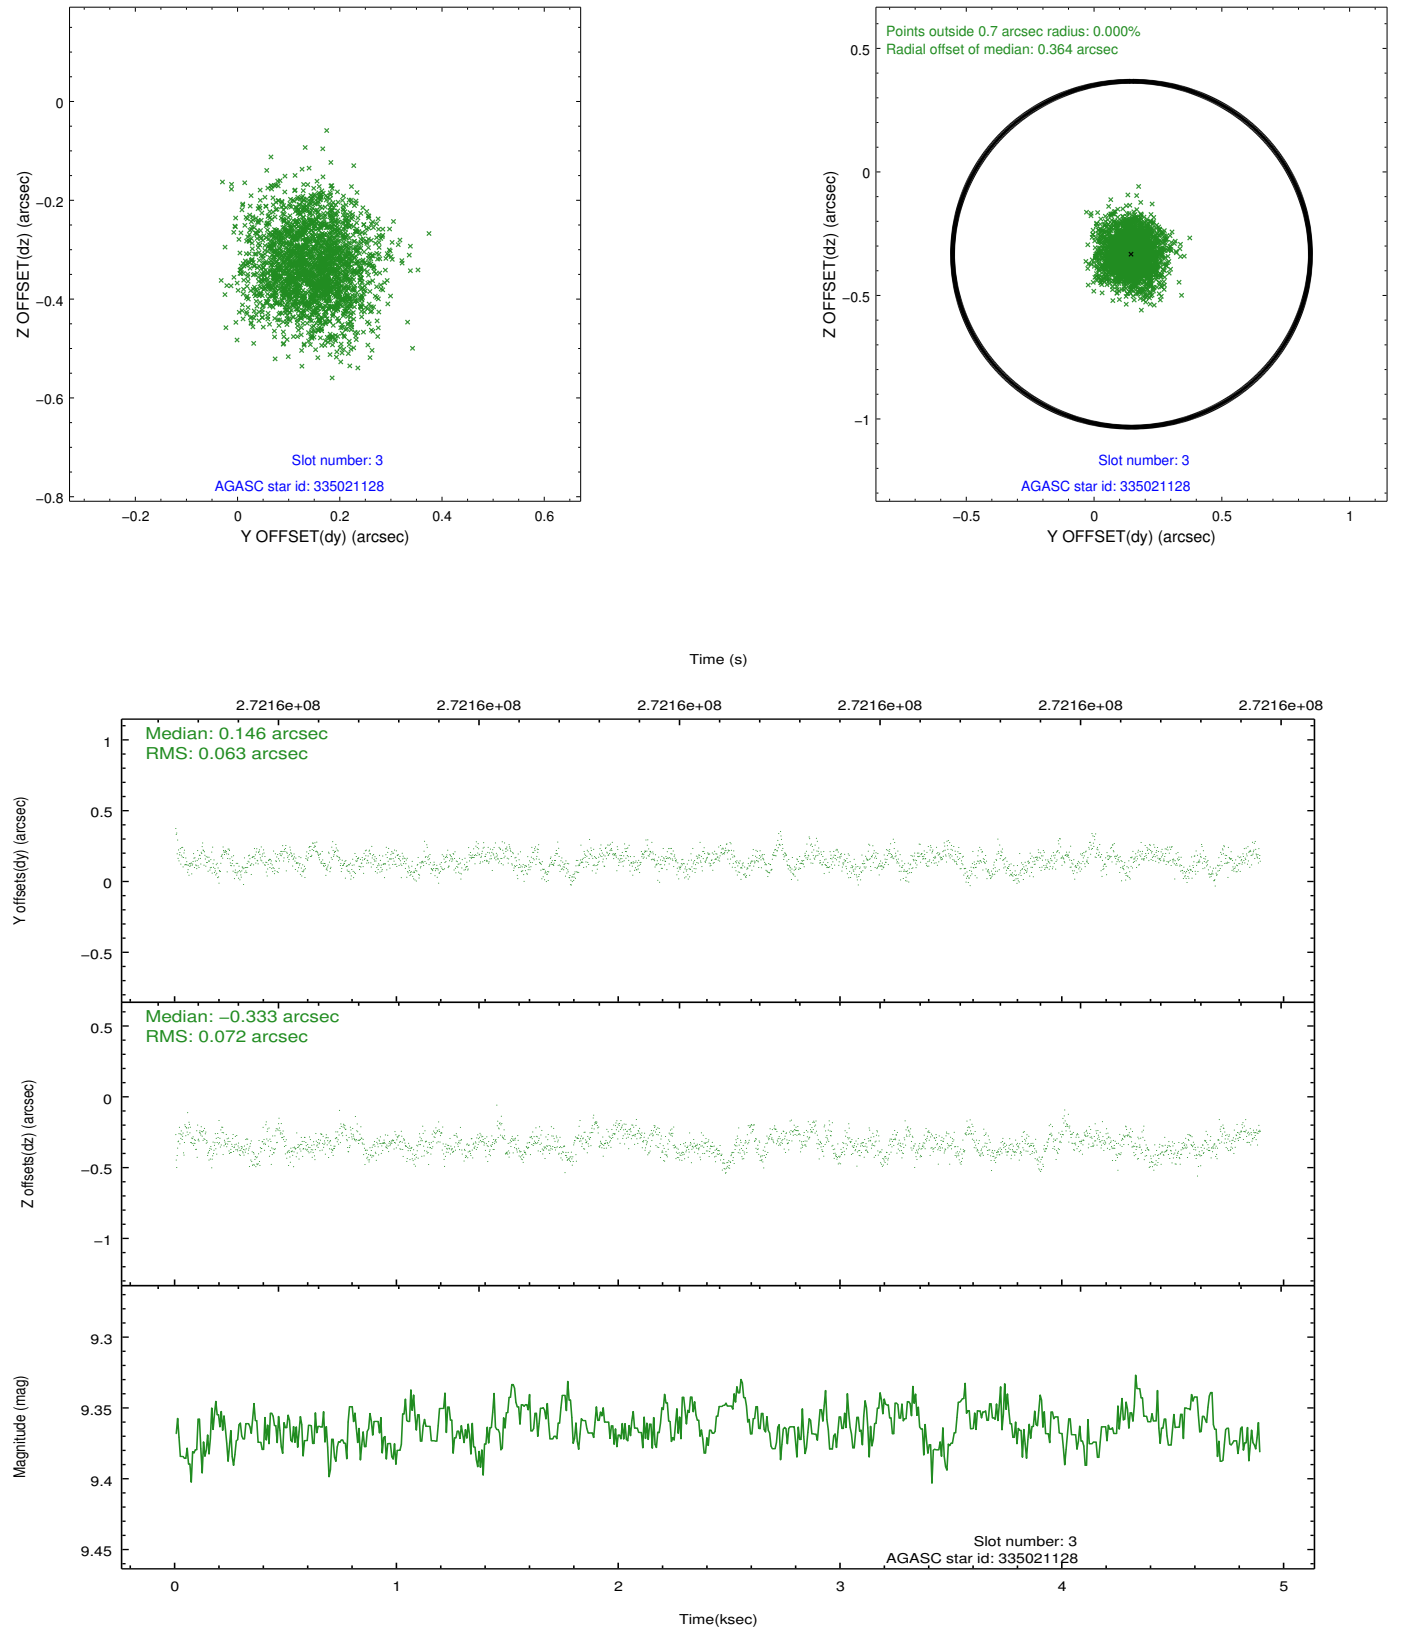 0
−0.2
−0.4
−0.6
−0.8
Z OFFSET(dz) (arcsec)
Slot number: 3
AGASC star id: 335021128
−0.2 0 0.2 0.4 0.6
Y OFFSET(dy) (arcsec)
Points outside 0.7 arcsec radius: 0.000%
Radial offset of median: 0.364 arcsec
0.5
0
−0.5
−1
Z OFFSET(dz) (arcsec)
Slot number: 3
AGASC star id: 335021128
−0.5 0 0.5 1
Y OFFSET(dy) (arcsec)
Time (s)
2.7216e+08 2.7216e+08 2.7216e+08 2.7216e+08 2.7216e+08 2.7216e+08
Median: 0.146 arcsec
RMS: 0.063 arcsec
1
0.5
0
−0.5
Y offsets(dy) (arcsec)
Median: −0.333 arcsec
RMS: 0.072 arcsec
0.5
0
−0.5
−1
Z offsets(dz) (arcsec)
9.3
9.35
9.4
9.45
Magnitude (mag)
Slot number: 3
AGASC star id: 335021128
0 1 2 3 4 5
Time(ksec)